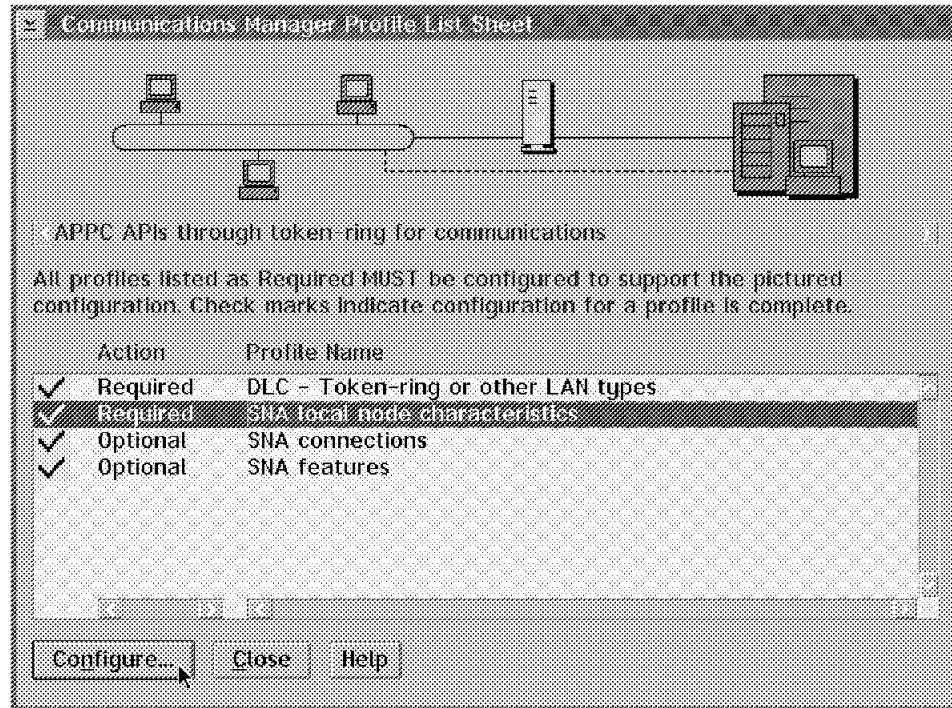 Communications Manager Profile List Sheet
APPC APIs through token-ring for communications
All profiles listed as Required MUST be configured to support the pictured
configuration. Check marks indicate configuration for a profile is complete.
Action Profile Name
Required DLC - Token-ring or other LAN types
Required SNA local node characteristics
Optional SNA connections
Optional SNA features
Configure... Close Help